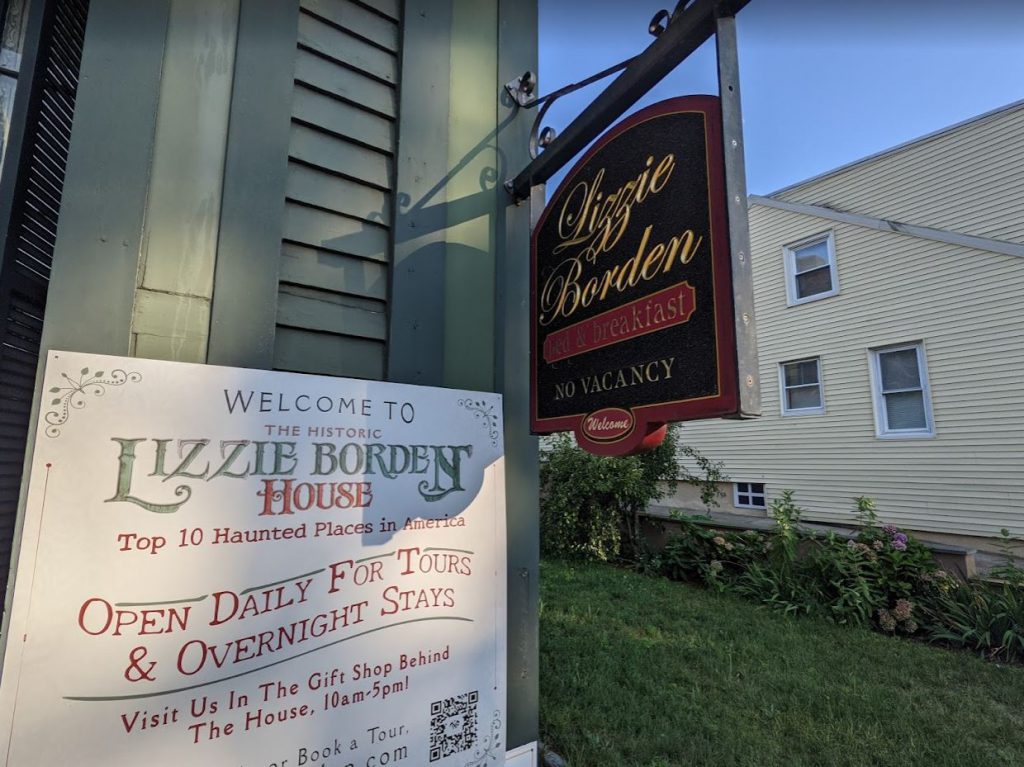 WELCOME TO
THE HISTORIC
LIZZIE BORDEN
HOUSE
Top 10 Haunted Places in America
OPEN DAILY FOR TOURS
& OVERNIGHT STAYS
Visit Us In The Gift Shop Behind
The House, 10am-5pm!
or Book a Tour,
.com
Lizzie
Borden
bed & breakfast
NO VACANCY
Welcome